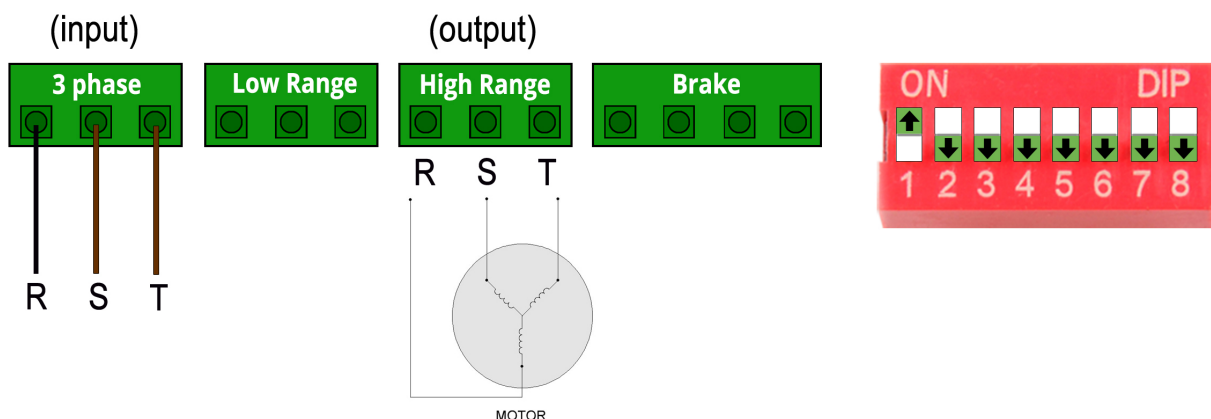 (input)
(output)
3 phase
Low Range
High Range
Brake
ON
DIP
1 2 3 4 5 6 7 8
R S T
R S T
MOTOR